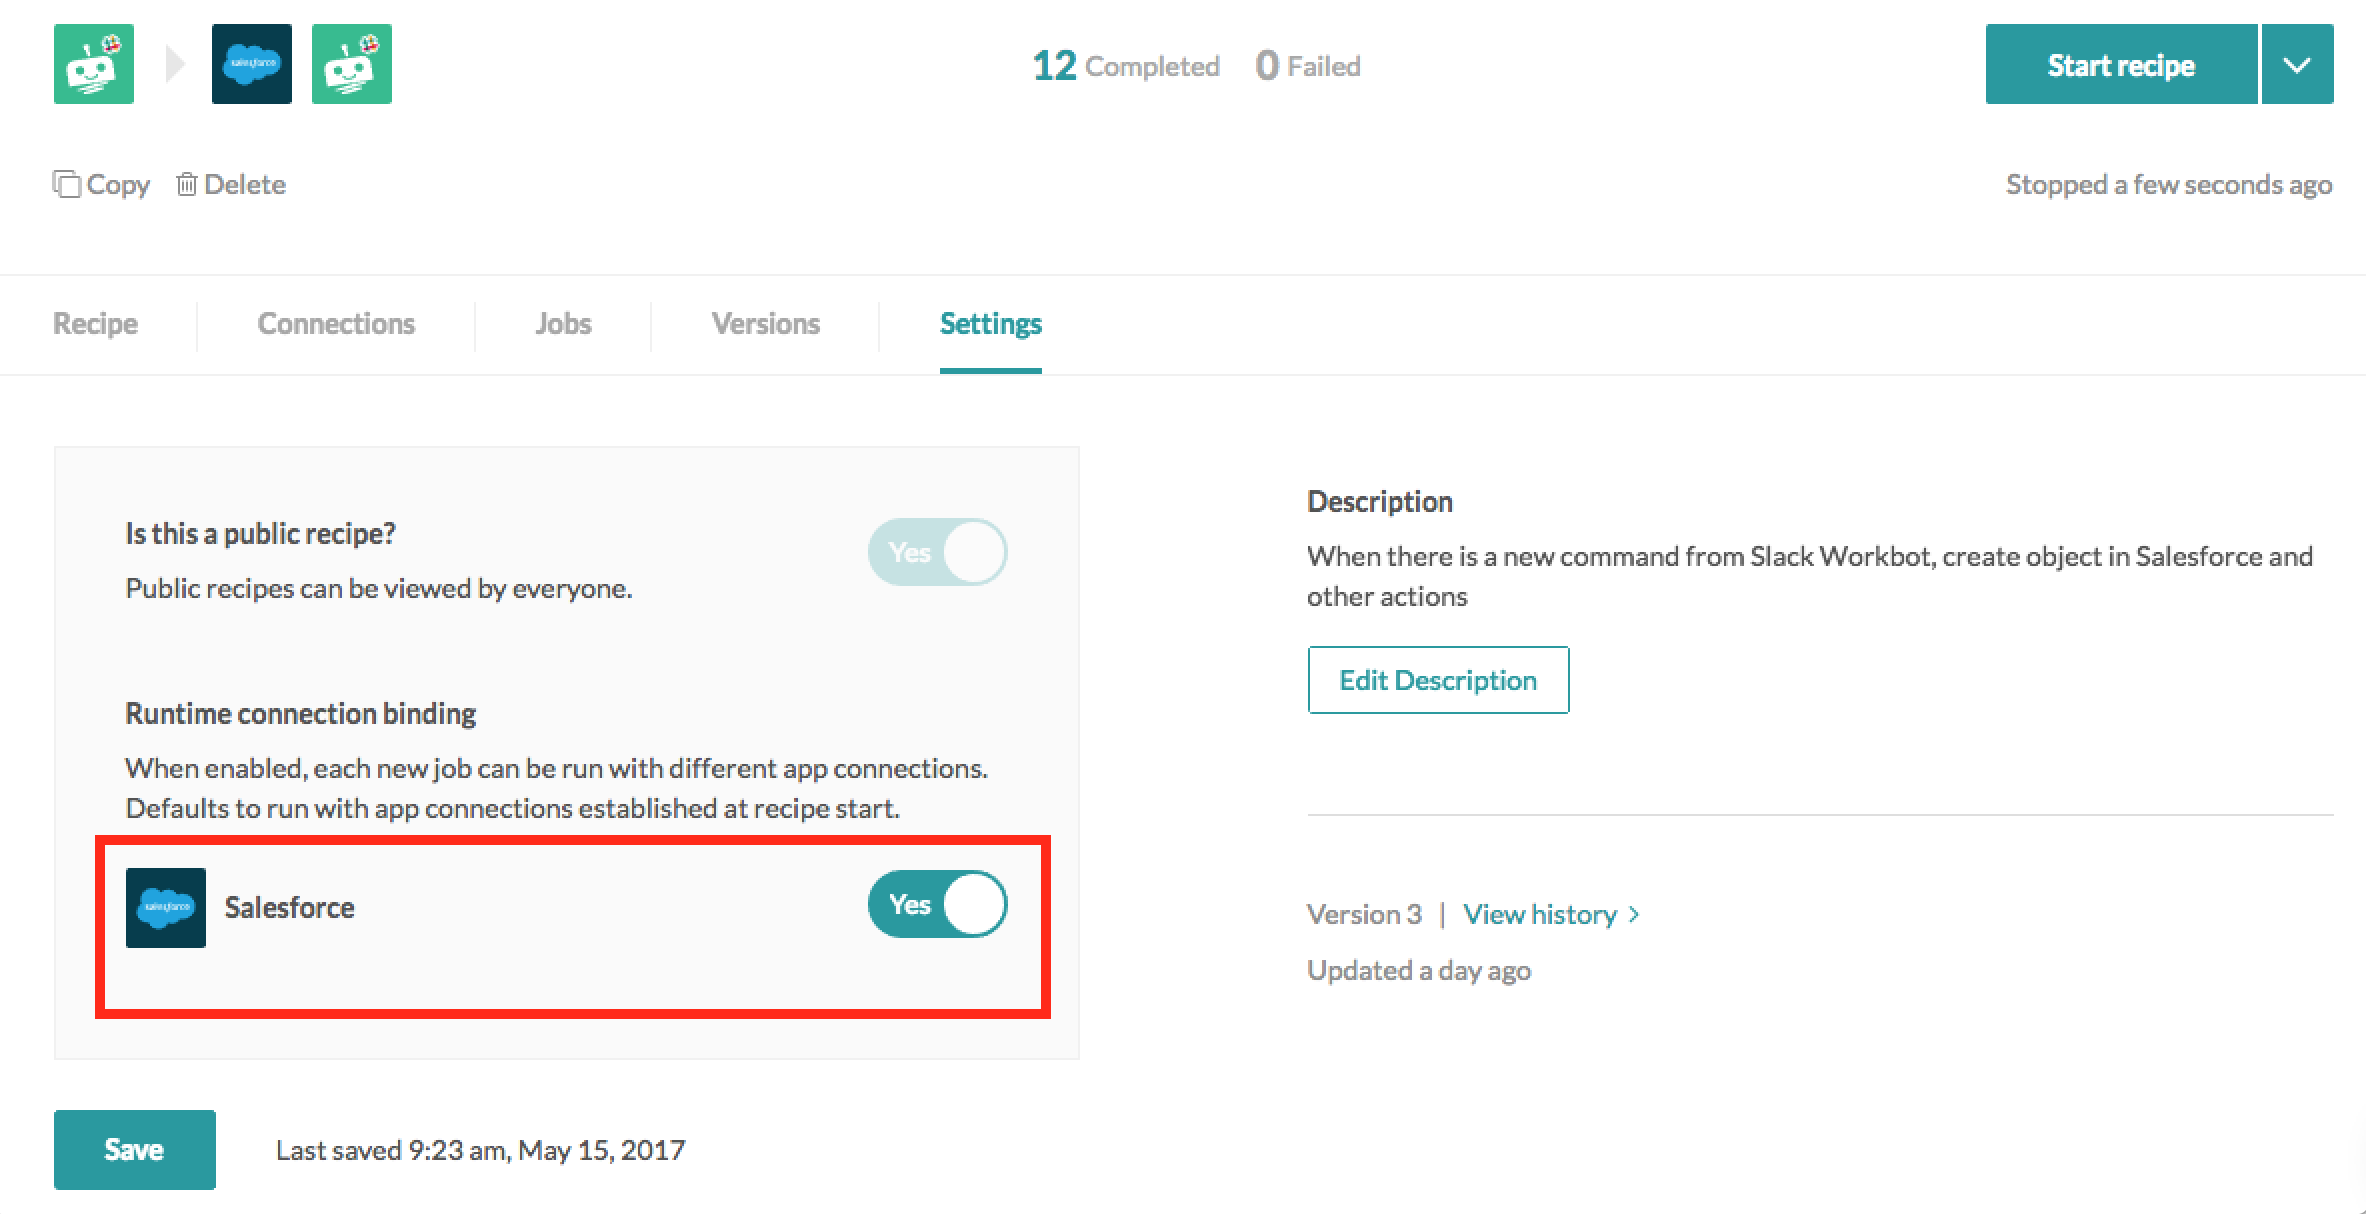 salesforce
12 Completed 0 Failed
Start recipe
Copy Delete
Stopped a few seconds ago
Recipe Connections Jobs Versions Settings
Is this a public recipe?
Yes
Public recipes can be viewed by everyone.
Runtime connection binding
When enabled, each new job can be run with different app connections.
Defaults to run with app connections established at recipe start.
salesforce
Salesforce
Yes
Description
When there is a new command from Slack Workbot, create object in Salesforce and
other actions
Edit Description
Version 3 | View history >
Updated a day ago
Save
Last saved 9:23 am, May 15, 2017